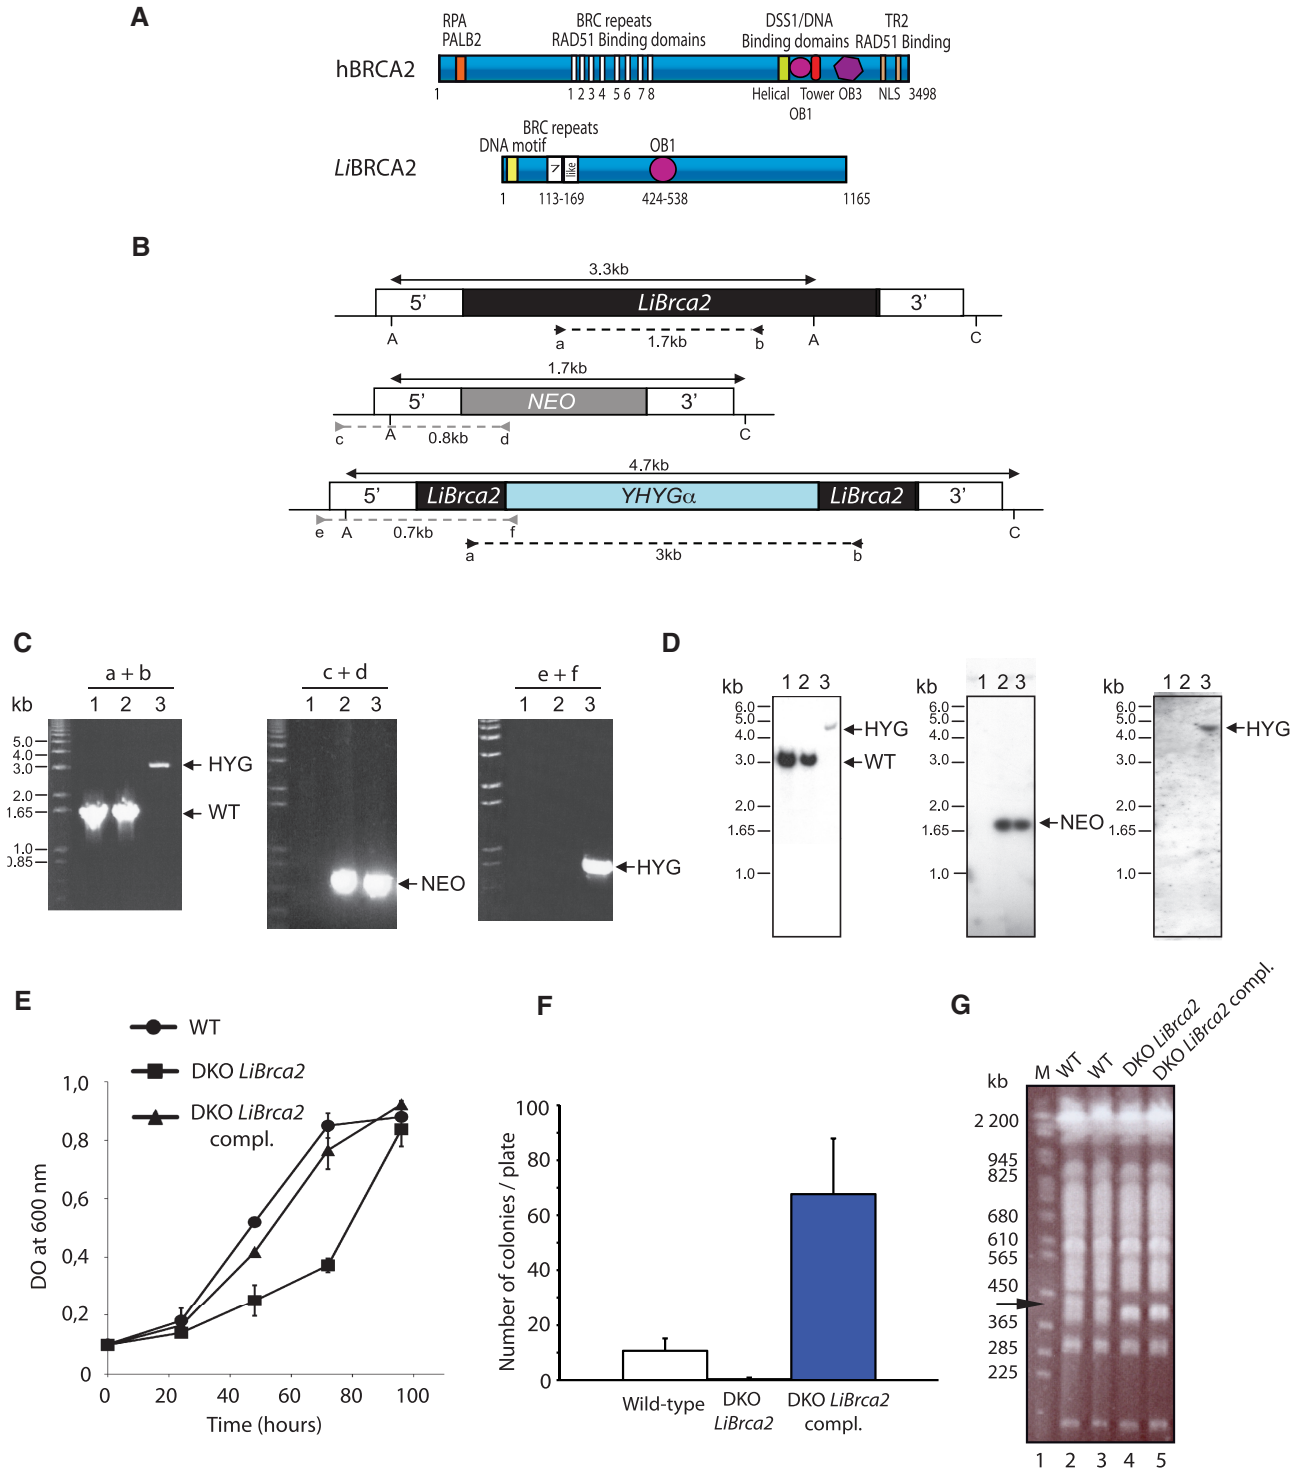 A
RPA
PALB2
BRC repeats
RAD51 Binding domains
DSS1/DNA
Binding domains
TR2
RAD51 Binding
hBRCA2
1
1 2 3 4 5 6 7 8
Helical
OB1
Tower
OB3
NLS
3498
BRC repeats
DNA motif
OB1
LiBRCA2
V
like
1
113-169
424-538
1165
B
3.3kb
5’
LiBrca2
3’
A
a
1.7kb
b
A
C
1.7kb
5’
NEO
3’
c
A
0.8kb
d
C
4.7kb
5’
LiBrca2
YHYGα
LiBrca2
3’
e
A
0.7kb
f
C
a
3kb
b
C
a + b
kb
1 2 3
5.0
4.0
3.0
2.0
1.65
1.0
0.85
HYG
WT
c + d
1 2 3
NEO
e + f
1 2 3
HYG
D
kb
1 2 3
6.0
5.0
4.0
3.0
2.0
1.65
1.0
HYG
WT
kb
1 2 3
6.0
5.0
4.0
3.0
2.0
1.65
1.0
NEO
kb
1 2 3
6.0
5.0
4.0
3.0
2.0
1.65
1.0
HYG
E
WT
DKO LiBrca2
DKO LiBrca2
compl.
DO at 600 nm
1,0
0,8
0,6
0,4
0,2
0
0 20 40 60 80 100
Time (hours)
F
Number of colonies / plate
100
80
60
40
20
0
Wild-type
DKO
LiBrca2
DKO LiBrca2
compl.
G
kb
M
WT
WT
DKO LiBrca2
DKO LiBrca2 compl.
2 200
945
825
680
610
565
450
365
285
225
1 2 3 4 5